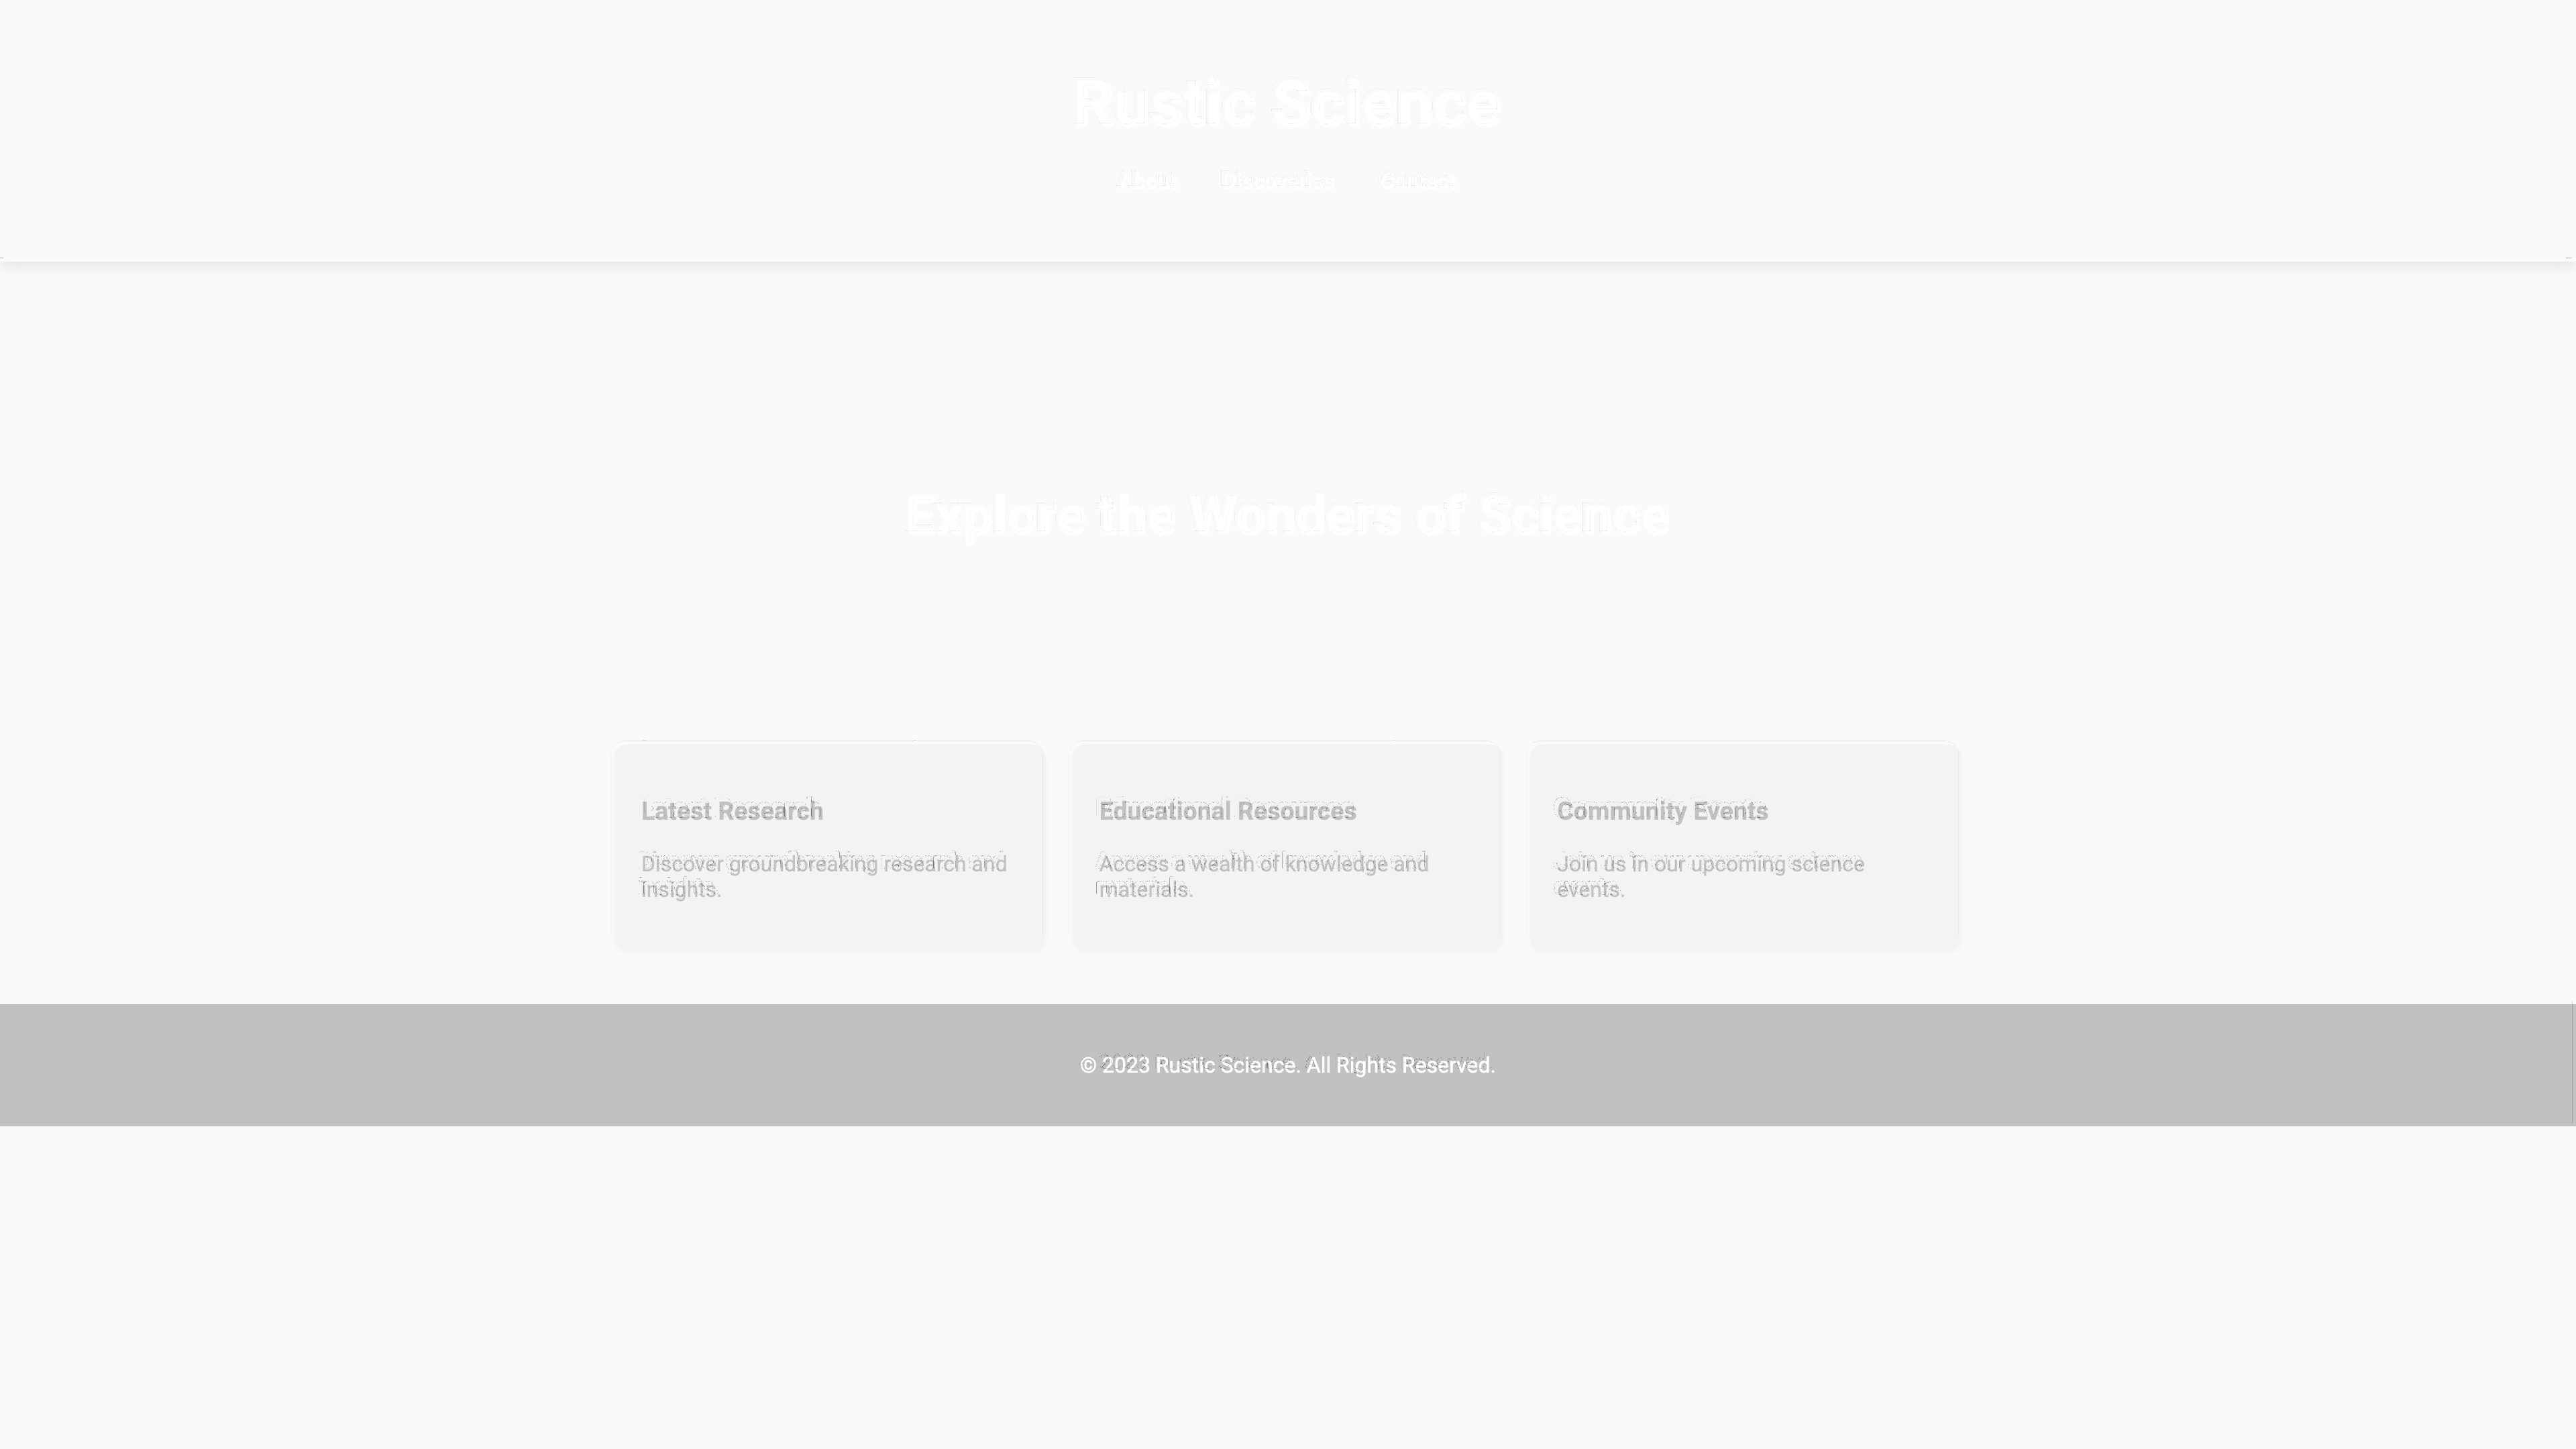 Rustic Science
About Discoveries Contact
Explore the Wonders of Science
Latest Research
Discover groundbreaking research and
insights.
Educational Resources
Access a wealth of knowledge and
materials.
Community Events
Join us in our upcoming science
events.
© 2023 Rustic Science. All Rights Reserved.